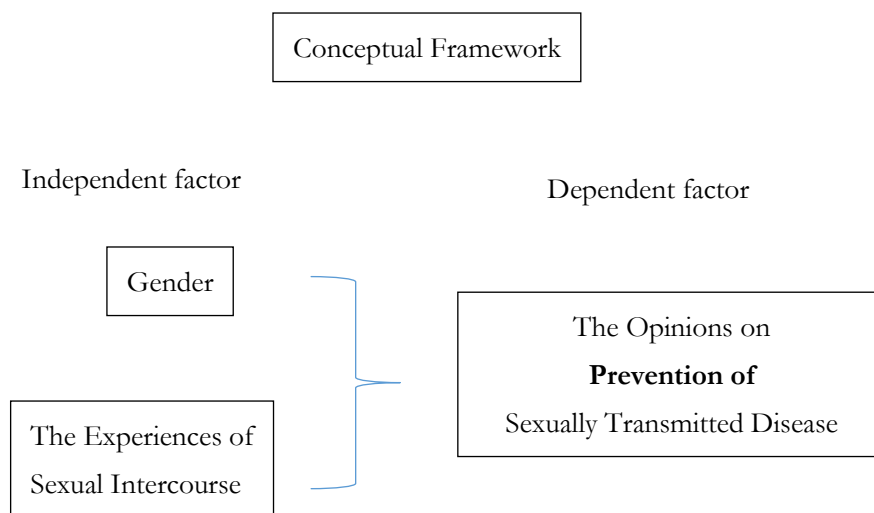 Conceptual Framework
Independent factor
Dependent factor
Gender
The Experiences of
Sexual Intercourse
The Opinions on
Prevention of
Sexually Transmitted Disease